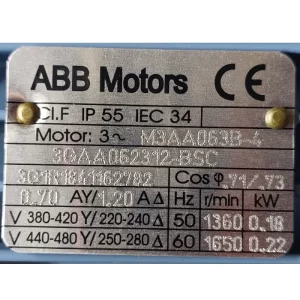 ABB Motors CE
Cl.F IP 55 IEC 34
Motor: 3~ M3AA063B-4
3GAA062312-BSC
Cos φ .71/.73
0.70 AY/1.20 A Δ Hz r/min kW
V 380-420 Y/220-240 Δ 50 1360 0.18
V 440-480 Y/250-280 Δ 60 1650 0.22